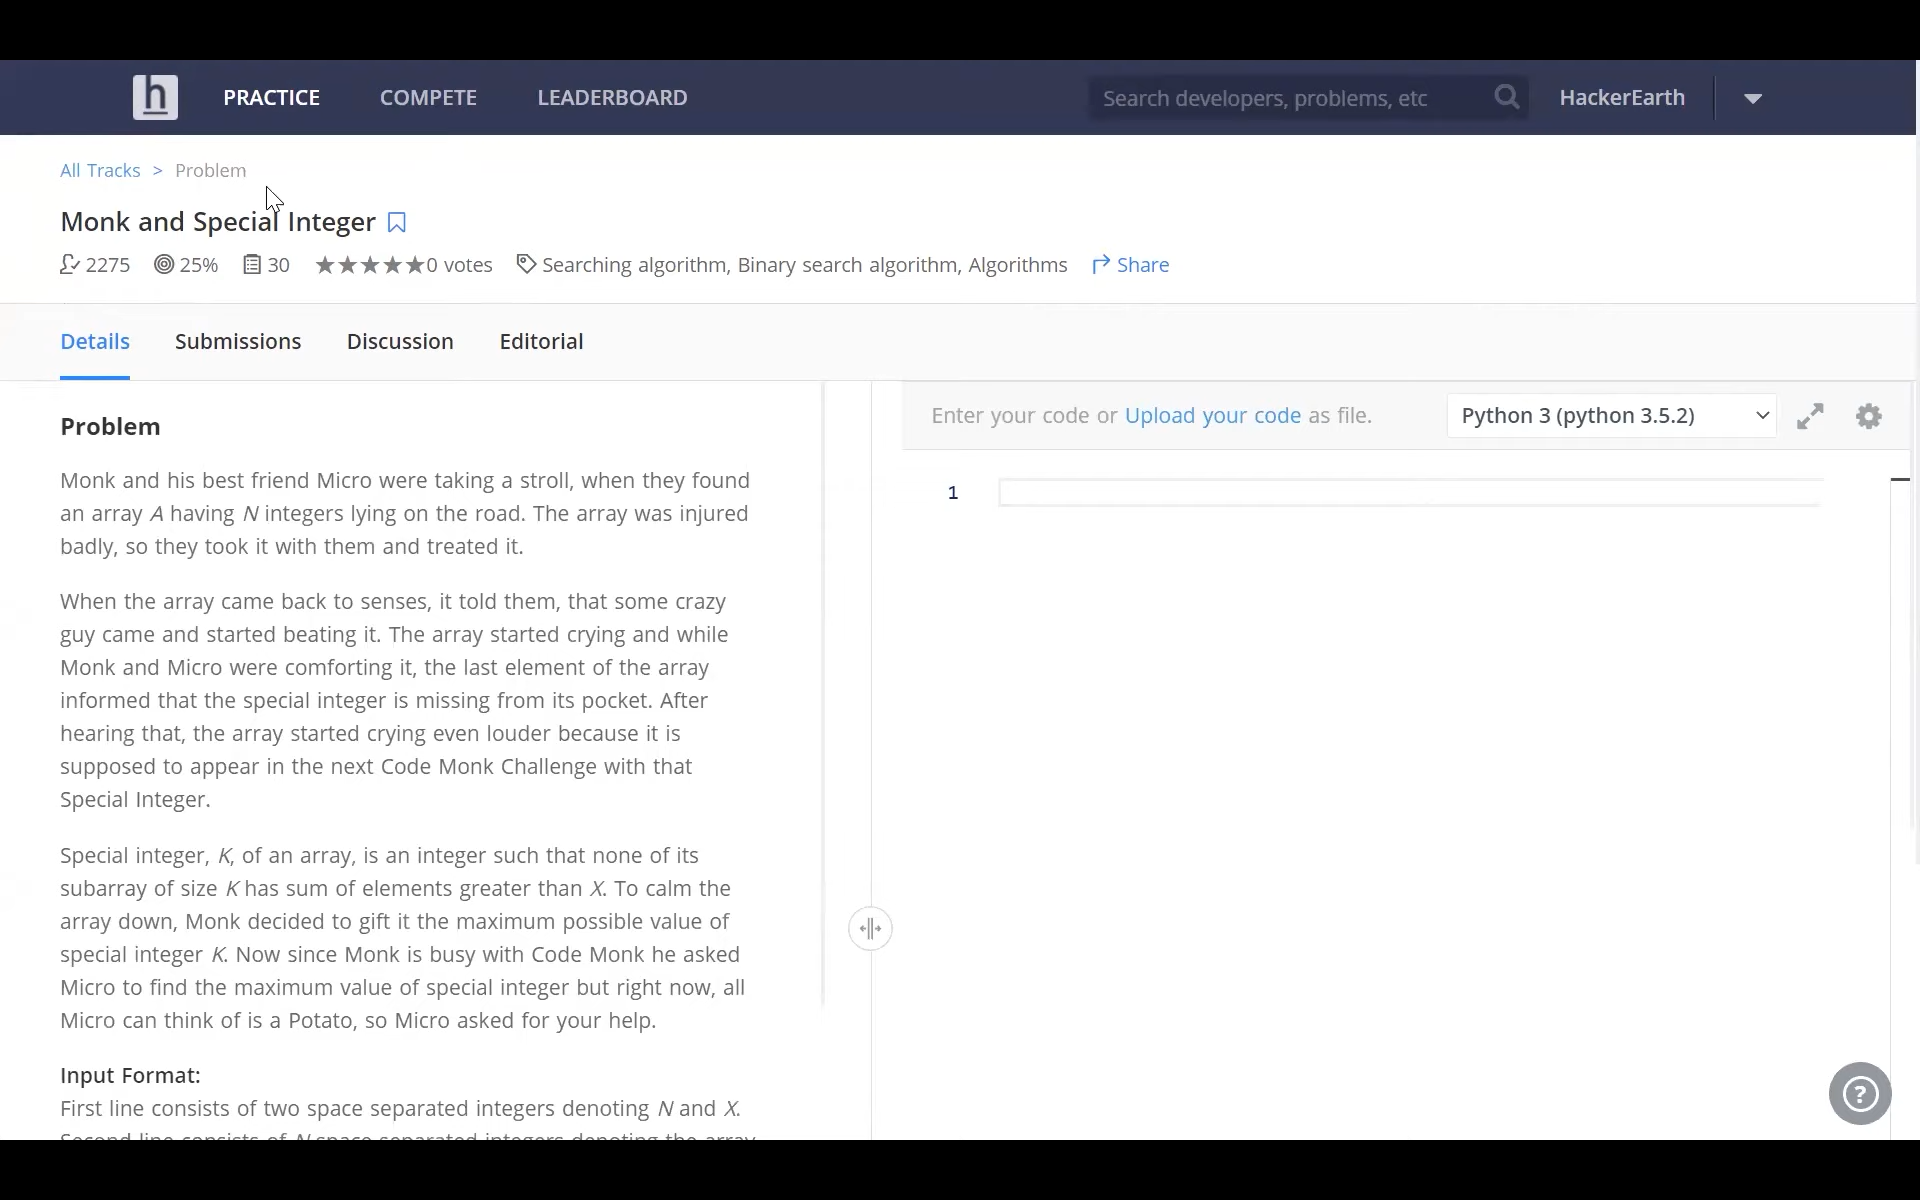 h PRACTICE COMPETE LEADERBOARD Search developers, problems, etc HackerEarth
All Tracks > Problem
Monk and Special Integer
2275 25% 30 ★★★★★0 votes Searching algorithm, Binary search algorithm, Algorithms Share
Details Submissions Discussion Editorial
Enter your code or Upload your code as file. Python 3 (python 3.5.2)
1
Problem
Monk and his best friend Micro were taking a stroll, when they found
an array A having N integers lying on the road. The array was injured
badly, so they took it with them and treated it.
When the array came back to senses, it told them, that some crazy
guy came and started beating it. The array started crying and while
Monk and Micro were comforting it, the last element of the array
informed that the special integer is missing from its pocket. After
hearing that, the array started crying even louder because it is
supposed to appear in the next Code Monk Challenge with that
Special Integer.
Special integer, K, of an array, is an integer such that none of its
subarray of size K has sum of elements greater than X. To calm the
array down, Monk decided to gift it the maximum possible value of
special integer K. Now since Monk is busy with Code Monk he asked
Micro to find the maximum value of special integer but right now, all
Micro can think of is a Potato, so Micro asked for your help.
Input Format:
First line consists of two space separated integers denoting N and X.
Second line consists of N space separated integers denoting the array
?